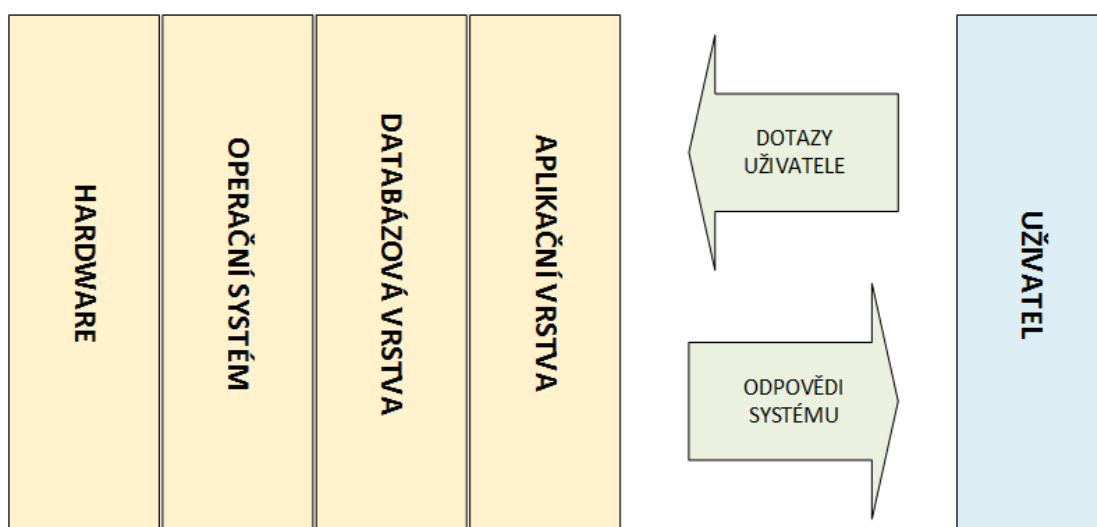 HARDWARE
OPERAČNÍ SYSTÉM
DATABÁZOVÁ VRSTVA
APLIKAČNÍ VRSTVA
DOTAZY
UŽIVATELE
ODPOVĚDI
SYSTÉMU
UŽIVATEL